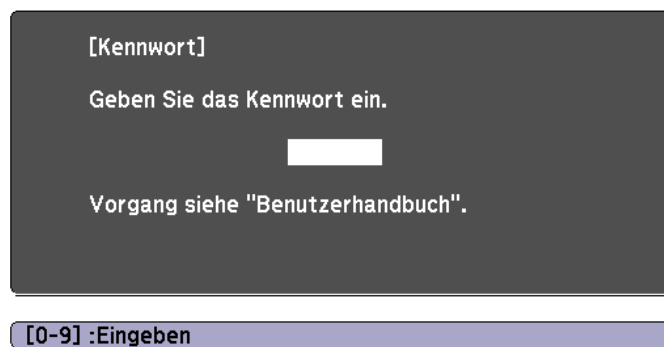 [Kennwort]
Geben Sie das Kennwort ein.
Vorgang siehe "Benutzerhandbuch".
[0-9] :Eingeben